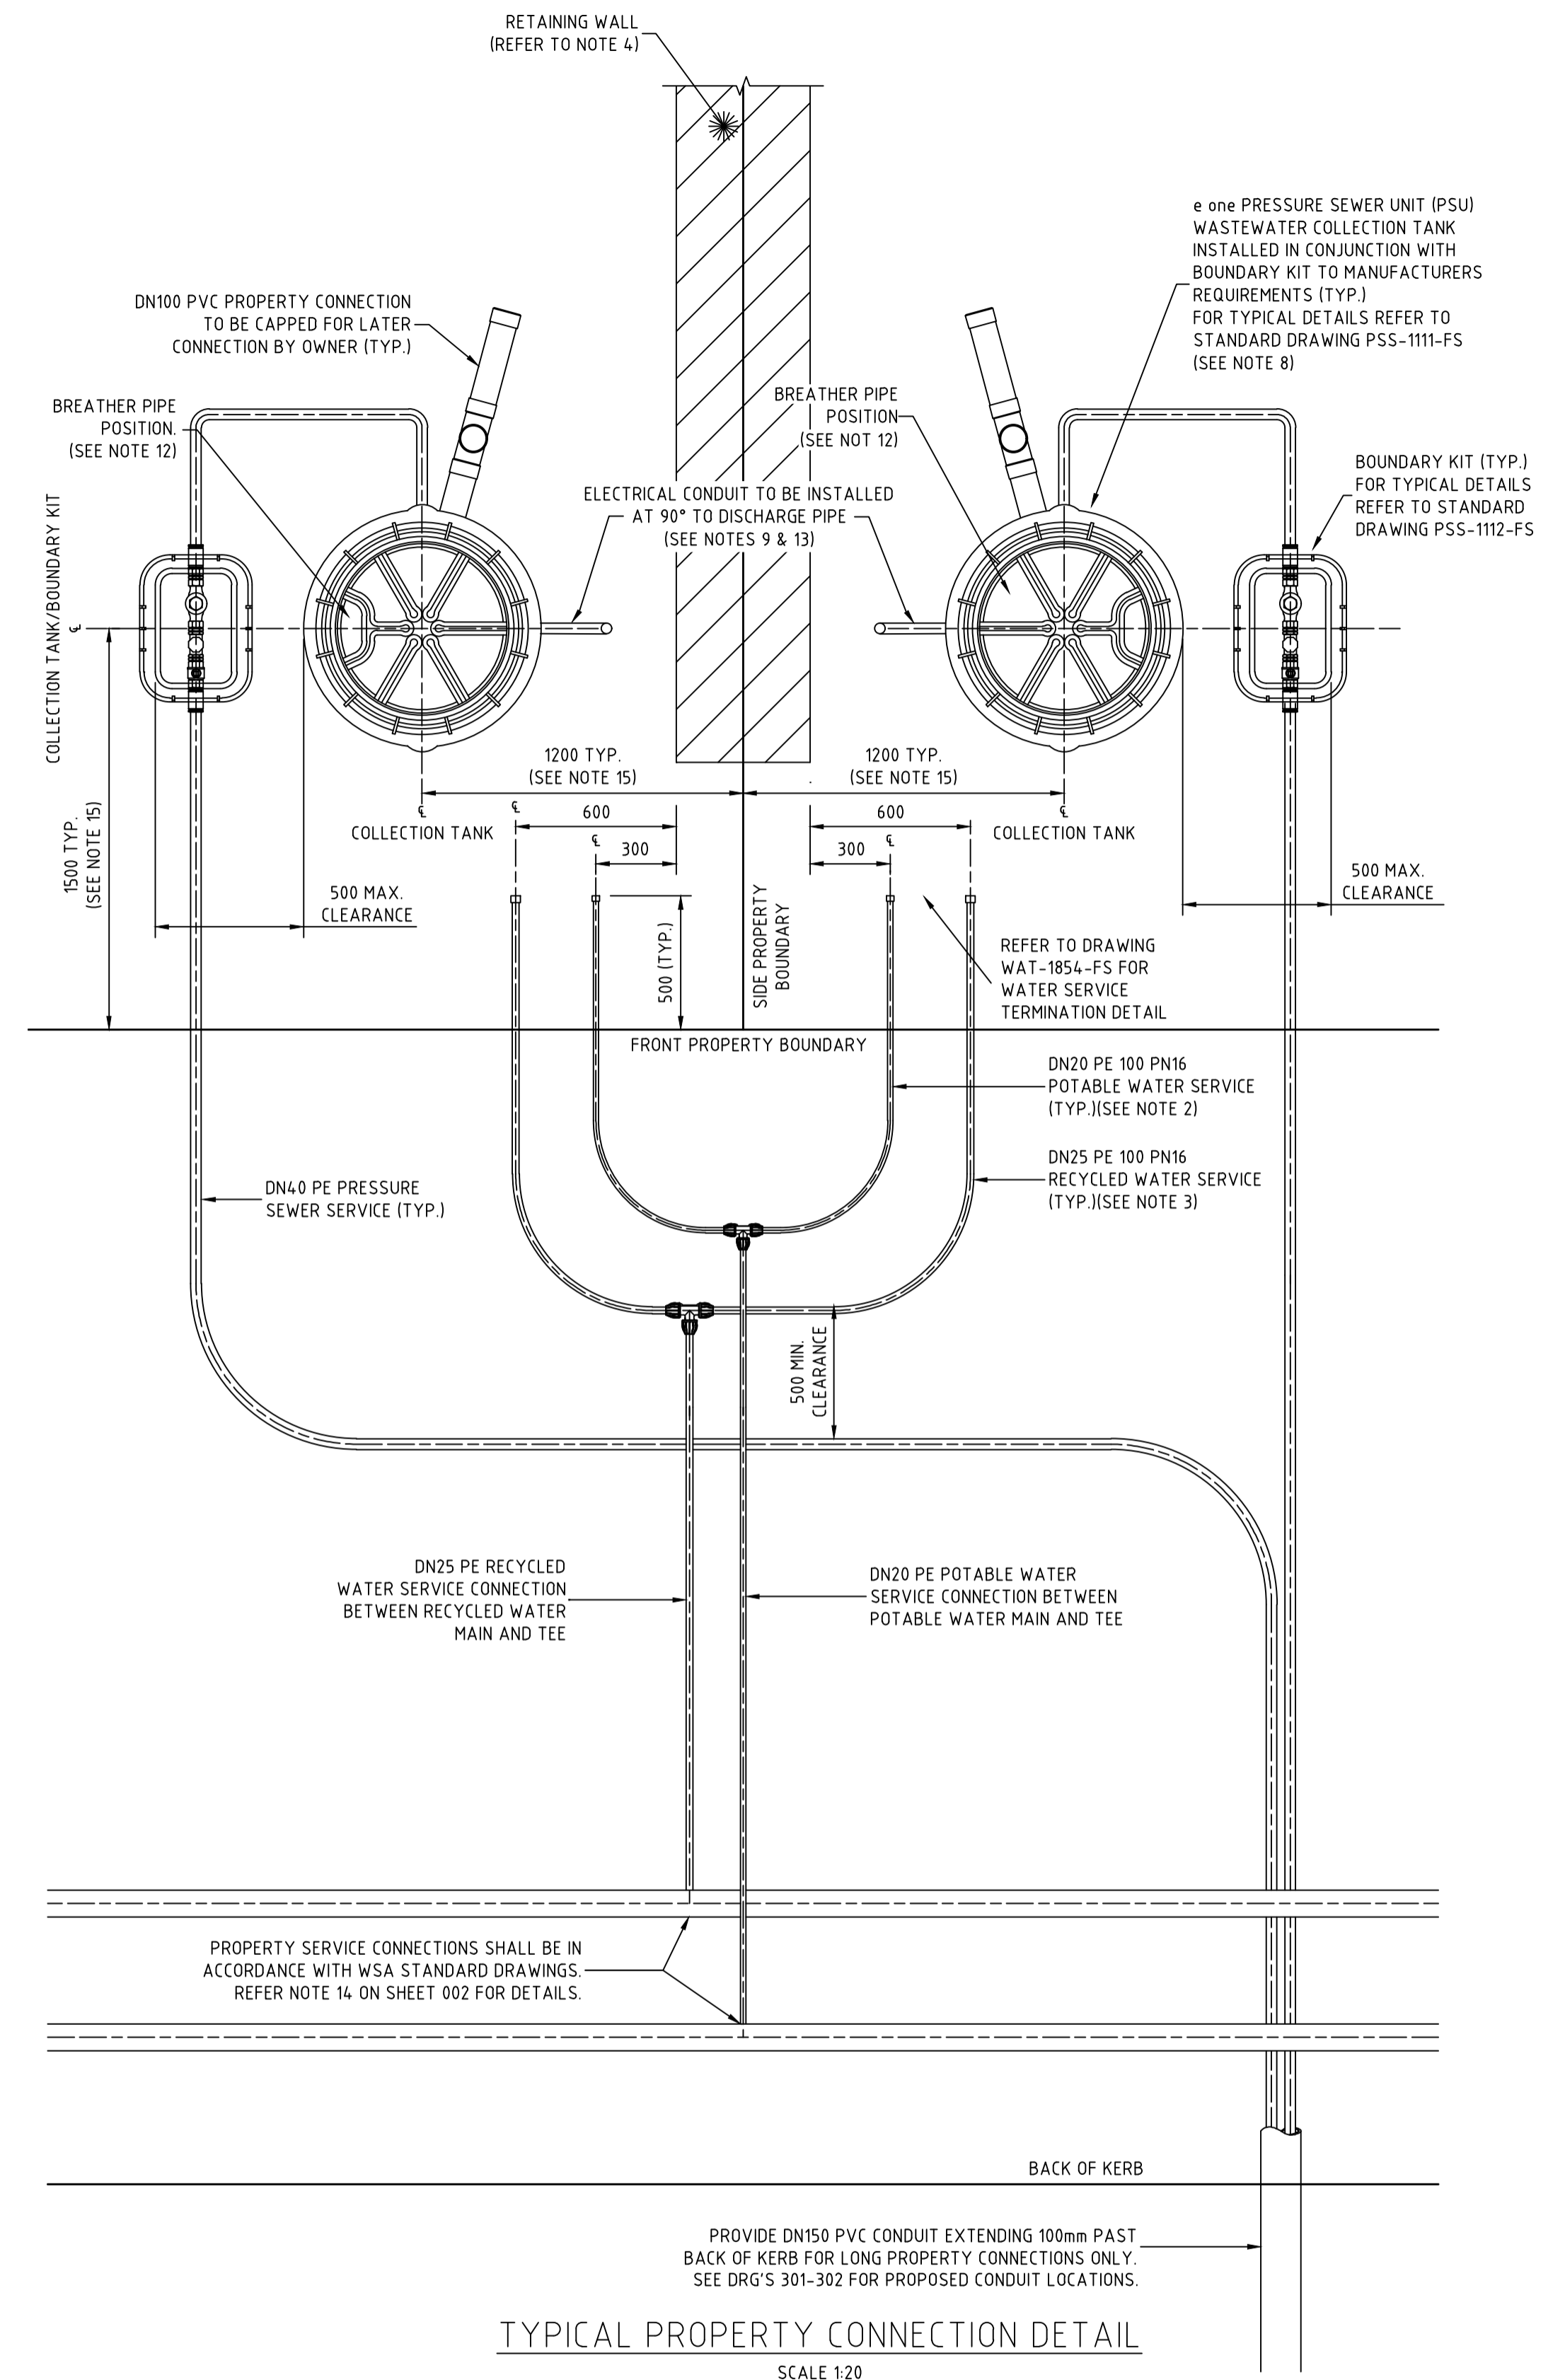 RETAINING WALL
(REFER TO NOTE 4)
e one PRESSURE SEWER UNIT (PSU)
WASTEWATER COLLECTION TANK
INSTALLED IN CONJUNCTION WITH
BOUNDARY KIT TO MANUFACTURERS
REQUIREMENTS (TYP.)
FOR TYPICAL DETAILS REFER TO
STANDARD DRAWING PSS-1111-FS
(SEE NOTE 8)
DN100 PVC PROPERTY CONNECTION
TO BE CAPPED FOR LATER
CONNECTION BY OWNER (TYP.)
BREATHER PIPE
POSITION.
(SEE NOTE 12)
BREATHER PIPE
POSITION
(SEE NOT 12)
BOUNDARY KIT (TYP.)
FOR TYPICAL DETAILS
REFER TO STANDARD
DRAWING PSS-1112-FS
ELECTRICAL CONDUIT TO BE INSTALLED
AT 90° TO DISCHARGE PIPE
(SEE NOTES 9 & 13)
℄
COLLECTION TANK/BOUNDARY KIT
1500 TYP.
(SEE NOTE 15)
1200 TYP.
(SEE NOTE 15)
1200 TYP.
(SEE NOTE 15)
℄
COLLECTION TANK
℄
COLLECTION TANK
℄
600
600
℄
300
300
℄
500 MAX.
CLEARANCE
500 MAX.
CLEARANCE
500 (TYP.)
SIDE PROPERTY
BOUNDARY
REFER TO DRAWING
WAT-1854-FS FOR
WATER SERVICE
TERMINATION DETAIL
FRONT PROPERTY BOUNDARY
DN20 PE 100 PN16
POTABLE WATER SERVICE
(TYP.)(SEE NOTE 2)
DN25 PE 100 PN16
RECYCLED WATER SERVICE
(TYP.)(SEE NOTE 3)
DN40 PE PRESSURE
SEWER SERVICE (TYP.)
500 MIN.
CLEARANCE
DN25 PE RECYCLED
WATER SERVICE CONNECTION
BETWEEN RECYCLED WATER
MAIN AND TEE
DN20 PE POTABLE WATER
SERVICE CONNECTION BETWEEN
POTABLE WATER MAIN AND TEE
PROPERTY SERVICE CONNECTIONS SHALL BE IN
ACCORDANCE WITH WSA STANDARD DRAWINGS.
REFER NOTE 14 ON SHEET 002 FOR DETAILS.
BACK OF KERB
PROVIDE DN150 PVC CONDUIT EXTENDING 100mm PAST
BACK OF KERB FOR LONG PROPERTY CONNECTIONS ONLY.
SEE DRG'S 301-302 FOR PROPOSED CONDUIT LOCATIONS.
TYPICAL PROPERTY CONNECTION DETAIL
SCALE 1:20